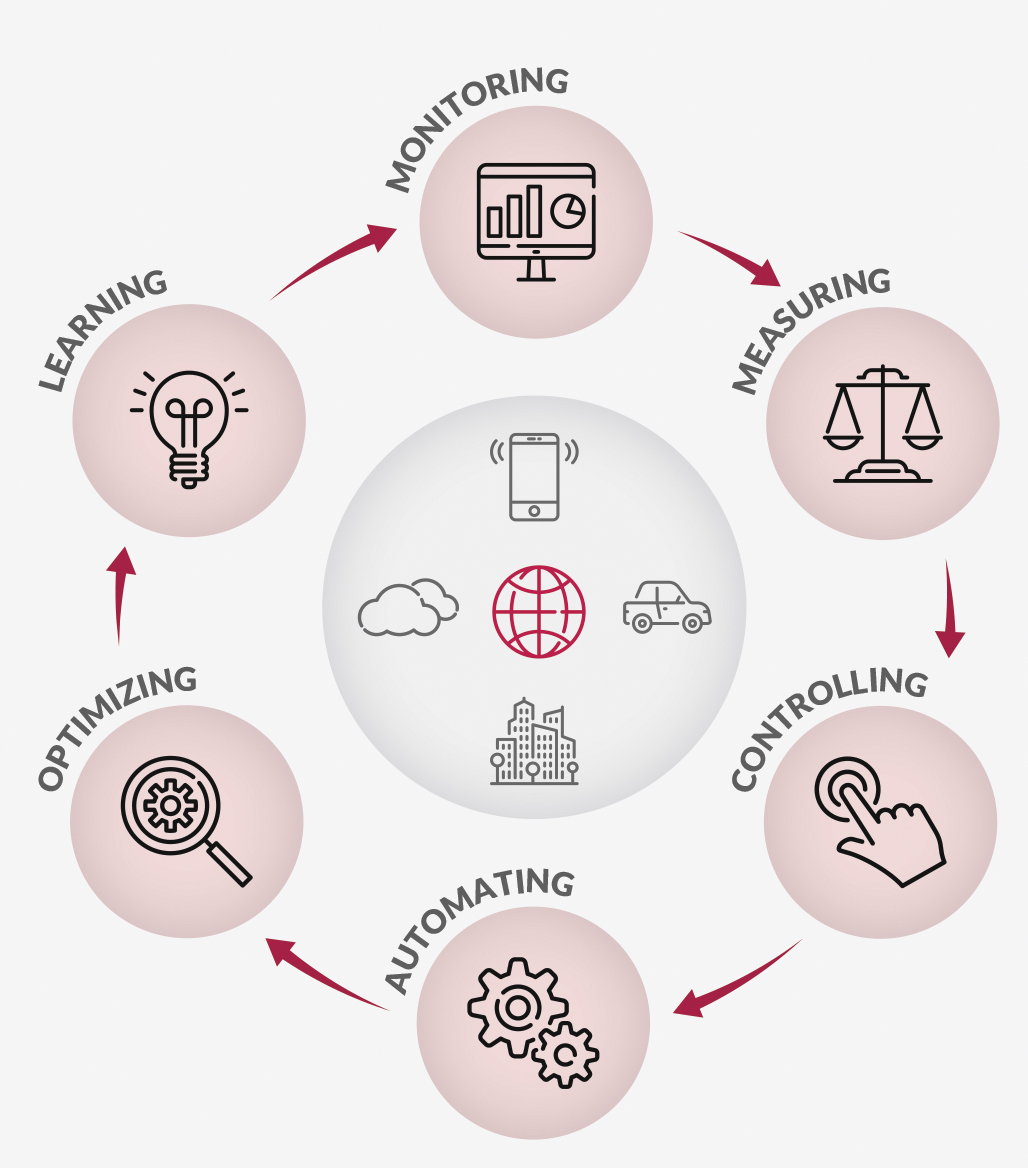 MONITORING
MEASURING
CONTROLLING
AUTOMATING
OPTIMIZING
LEARNING